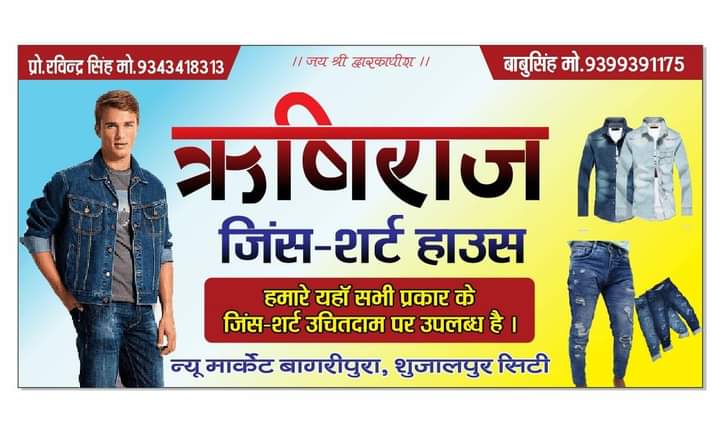 प्रो.रविन्द्र सिंह मो.9343418313
।। जय श्री द्वारकाधीश ।।
बाबुसिंह मो.9399391175
ऋषिराज
जिंस-शर्ट हाउस
हमारे यहाॅ सभी प्रकार के
जिंस-शर्ट उचितदाम पर उपलब्ध है ।
न्यू मार्केट बागरीपुरा, शुजालपुर सिटी